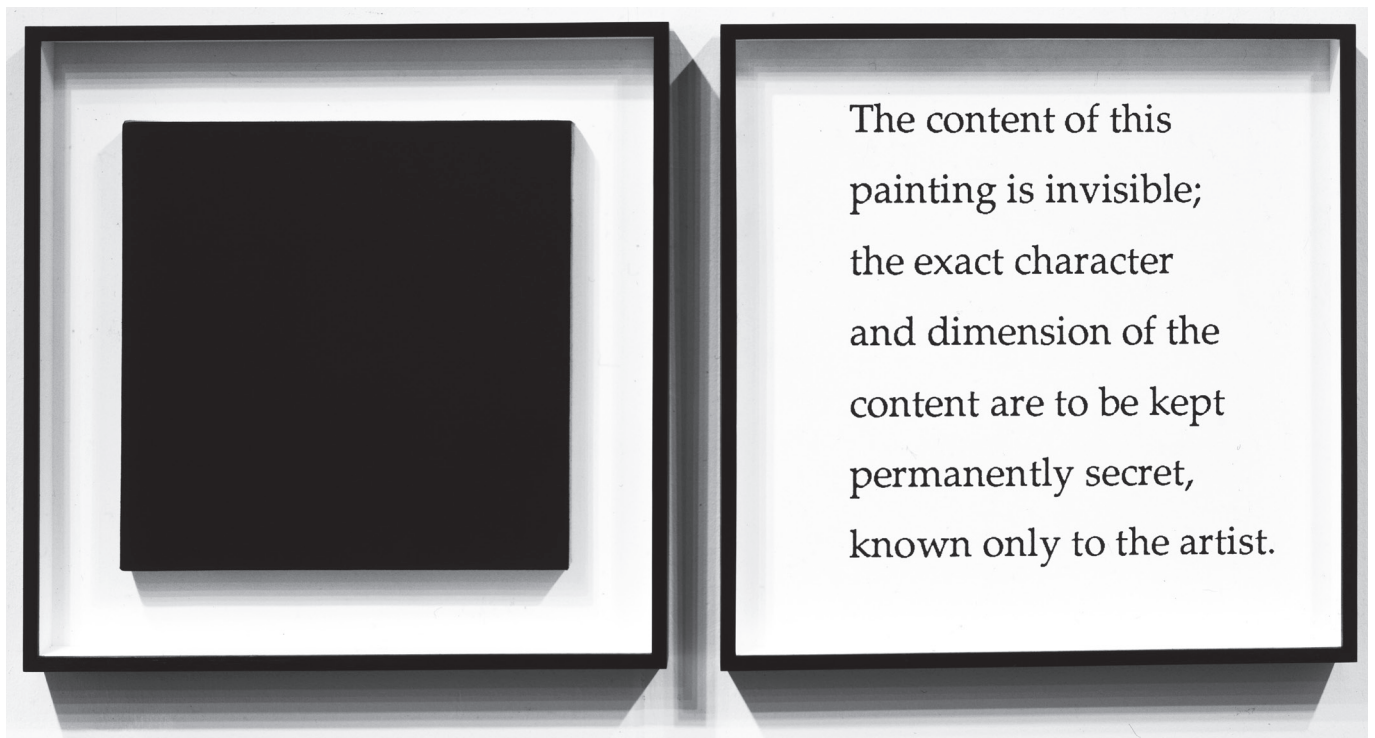 The content of this
painting is invisible;
the exact character
and dimension of the
content are to be kept
permanently secret,
known only to the artist.